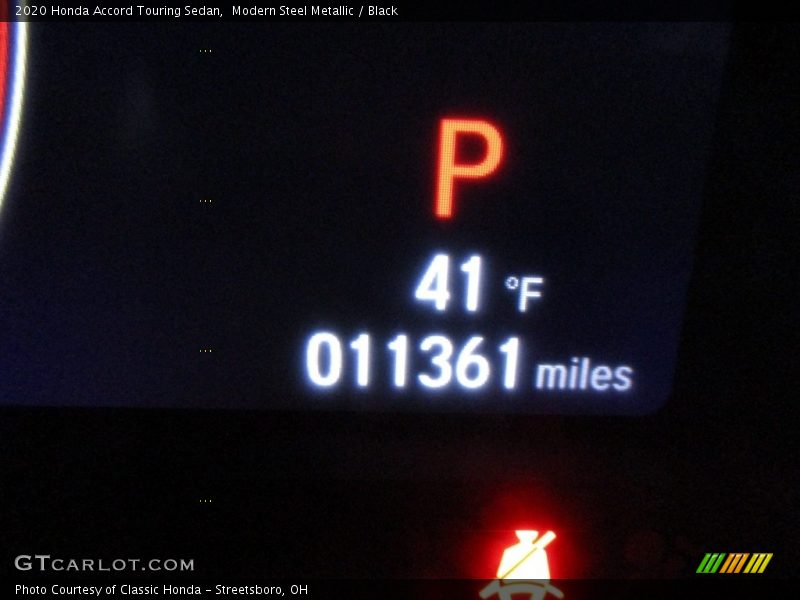 2020 Honda Accord Touring Sedan,  Modern Steel Metallic / Black
P
41 °F
011361 miles
GTCARLOT.COM
Photo Courtesy of Classic Honda - Streetsboro, OH